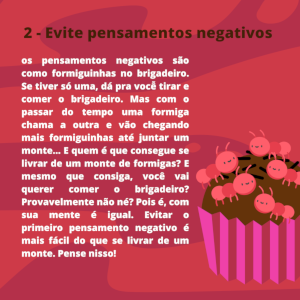 2 - Evite pensamentos negativos
os pensamentos negativos são
como formiguinhas no brigadeiro.
Se tiver só uma, dá pra você tirar e
comer o brigadeiro. Mas com o
passar do tempo uma formiga
chama a outra e vão chegando
mais formiguinhas até juntar um
monte... E quem é que consegue se
livrar de um monte de formigas? E
mesmo que consiga, você vai
querer comer o brigadeiro?
Provavelmente não né? Pois é, com
sua mente é igual. Evitar o
primeiro pensamento negativo é
mais fácil do que se livrar de um
monte. Pense nisso!